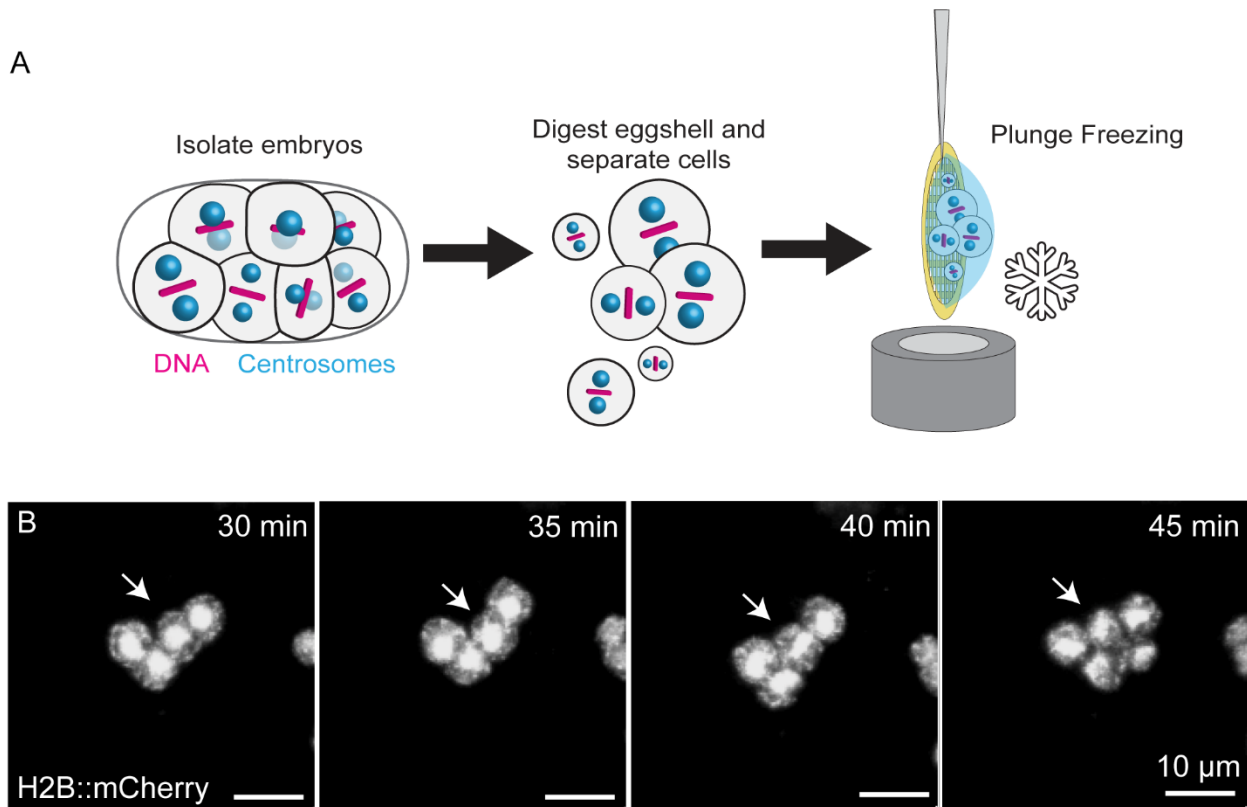 A
Isolate embryos
Digest eggshell and
separate cells
Plunge Freezing
DNA Centrosomes
B
30 min
35 min
40 min
45 min
H2B::mCherry
10 µm